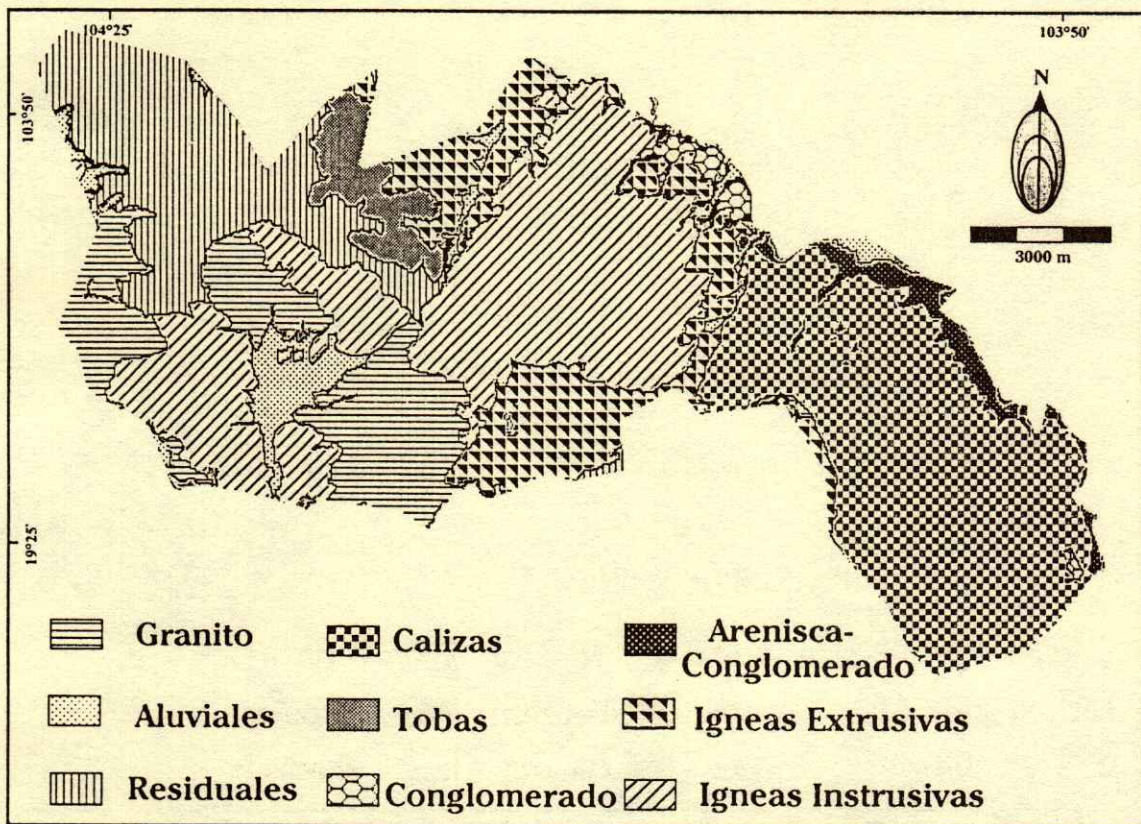 104°25'
103°50'
103°50'
N
3000 m
19°25'
Granito
Calizas
Arenisca-
Conglomerado
Aluviales
Tobas
Igneas Extrusivas
Residuales
Conglomerado
Igneas Instrusivas